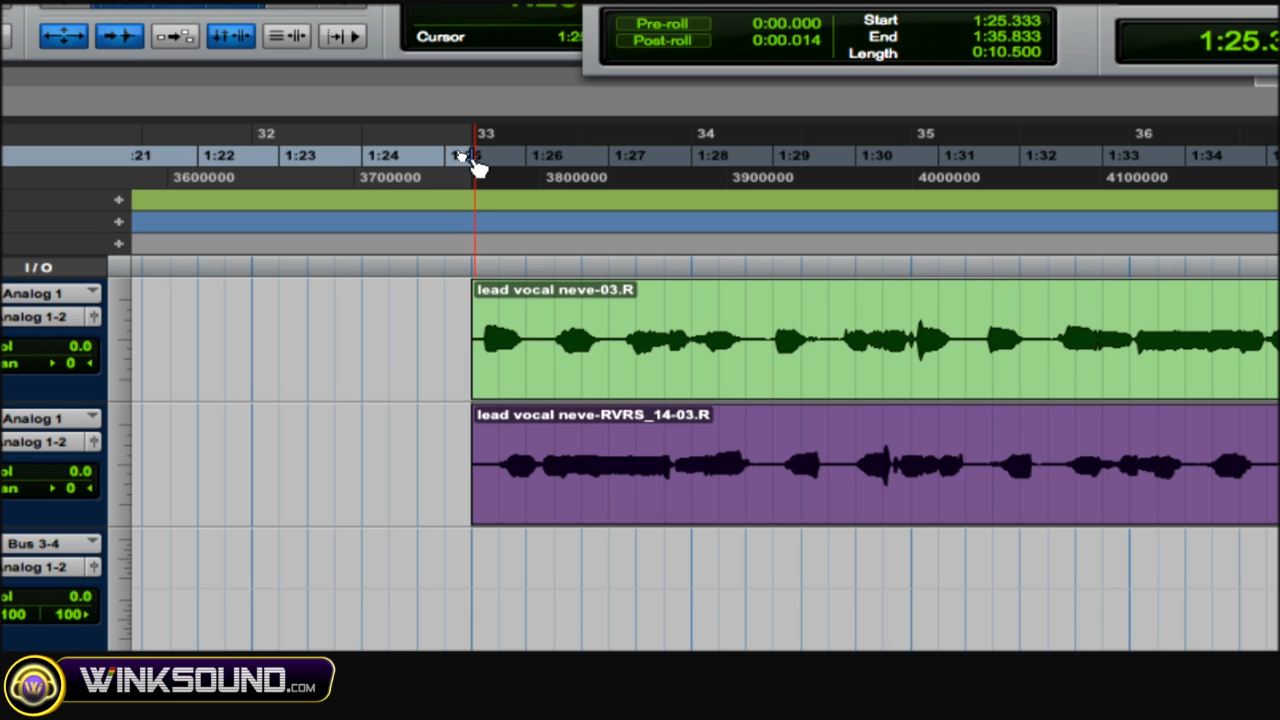 Cursor
Pre-roll 0:00.000
Post-roll 0:00.014
Start 1:25.333
End 1:35.833
Length 0:10.500
32 33 34 35 36
:21 1:22 1:23 1:24 1:26 1:27 1:28 1:29 1:30 1:31 1:32 1:33 1:34
3600000 3700000 3800000 3900000 4000000 4100000
I / O
Analog 1
lead vocal neve-03.R
nalog 1-2
ol 0.0
an 0
Analog 1
lead vocal neve-RVRS_14-03.R
nalog 1-2
ol 0.0
an 0
Bus 3-4
nalog 1-2
ol 0.0
100 100
WINKSOUND.COM